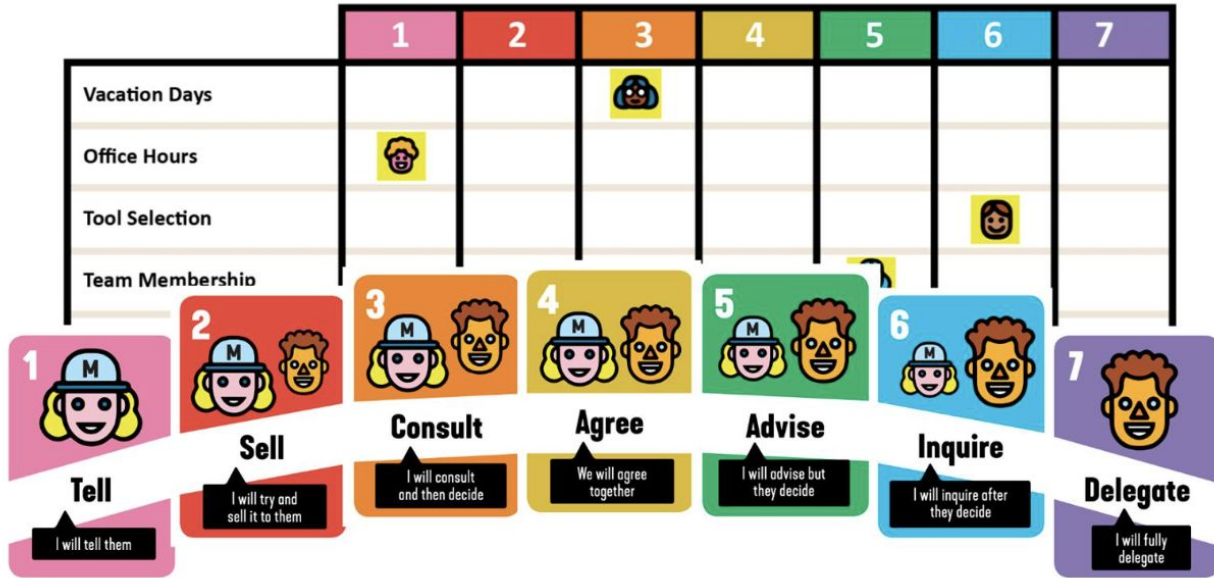 1 2 3 4 5 6 7
Vacation Days
Office Hours
Tool Selection
Team Membership
1
M
Tell
I will tell them
2
M
Sell
I will try and
sell it to them
3
M
Consult
I will consult
and then decide
4
M
Agree
We will agree
together
5
M
Advise
I will advise but
they decide
6
M
Inquire
I will inquire after
they decide
7
Delegate
I will fully
delegate